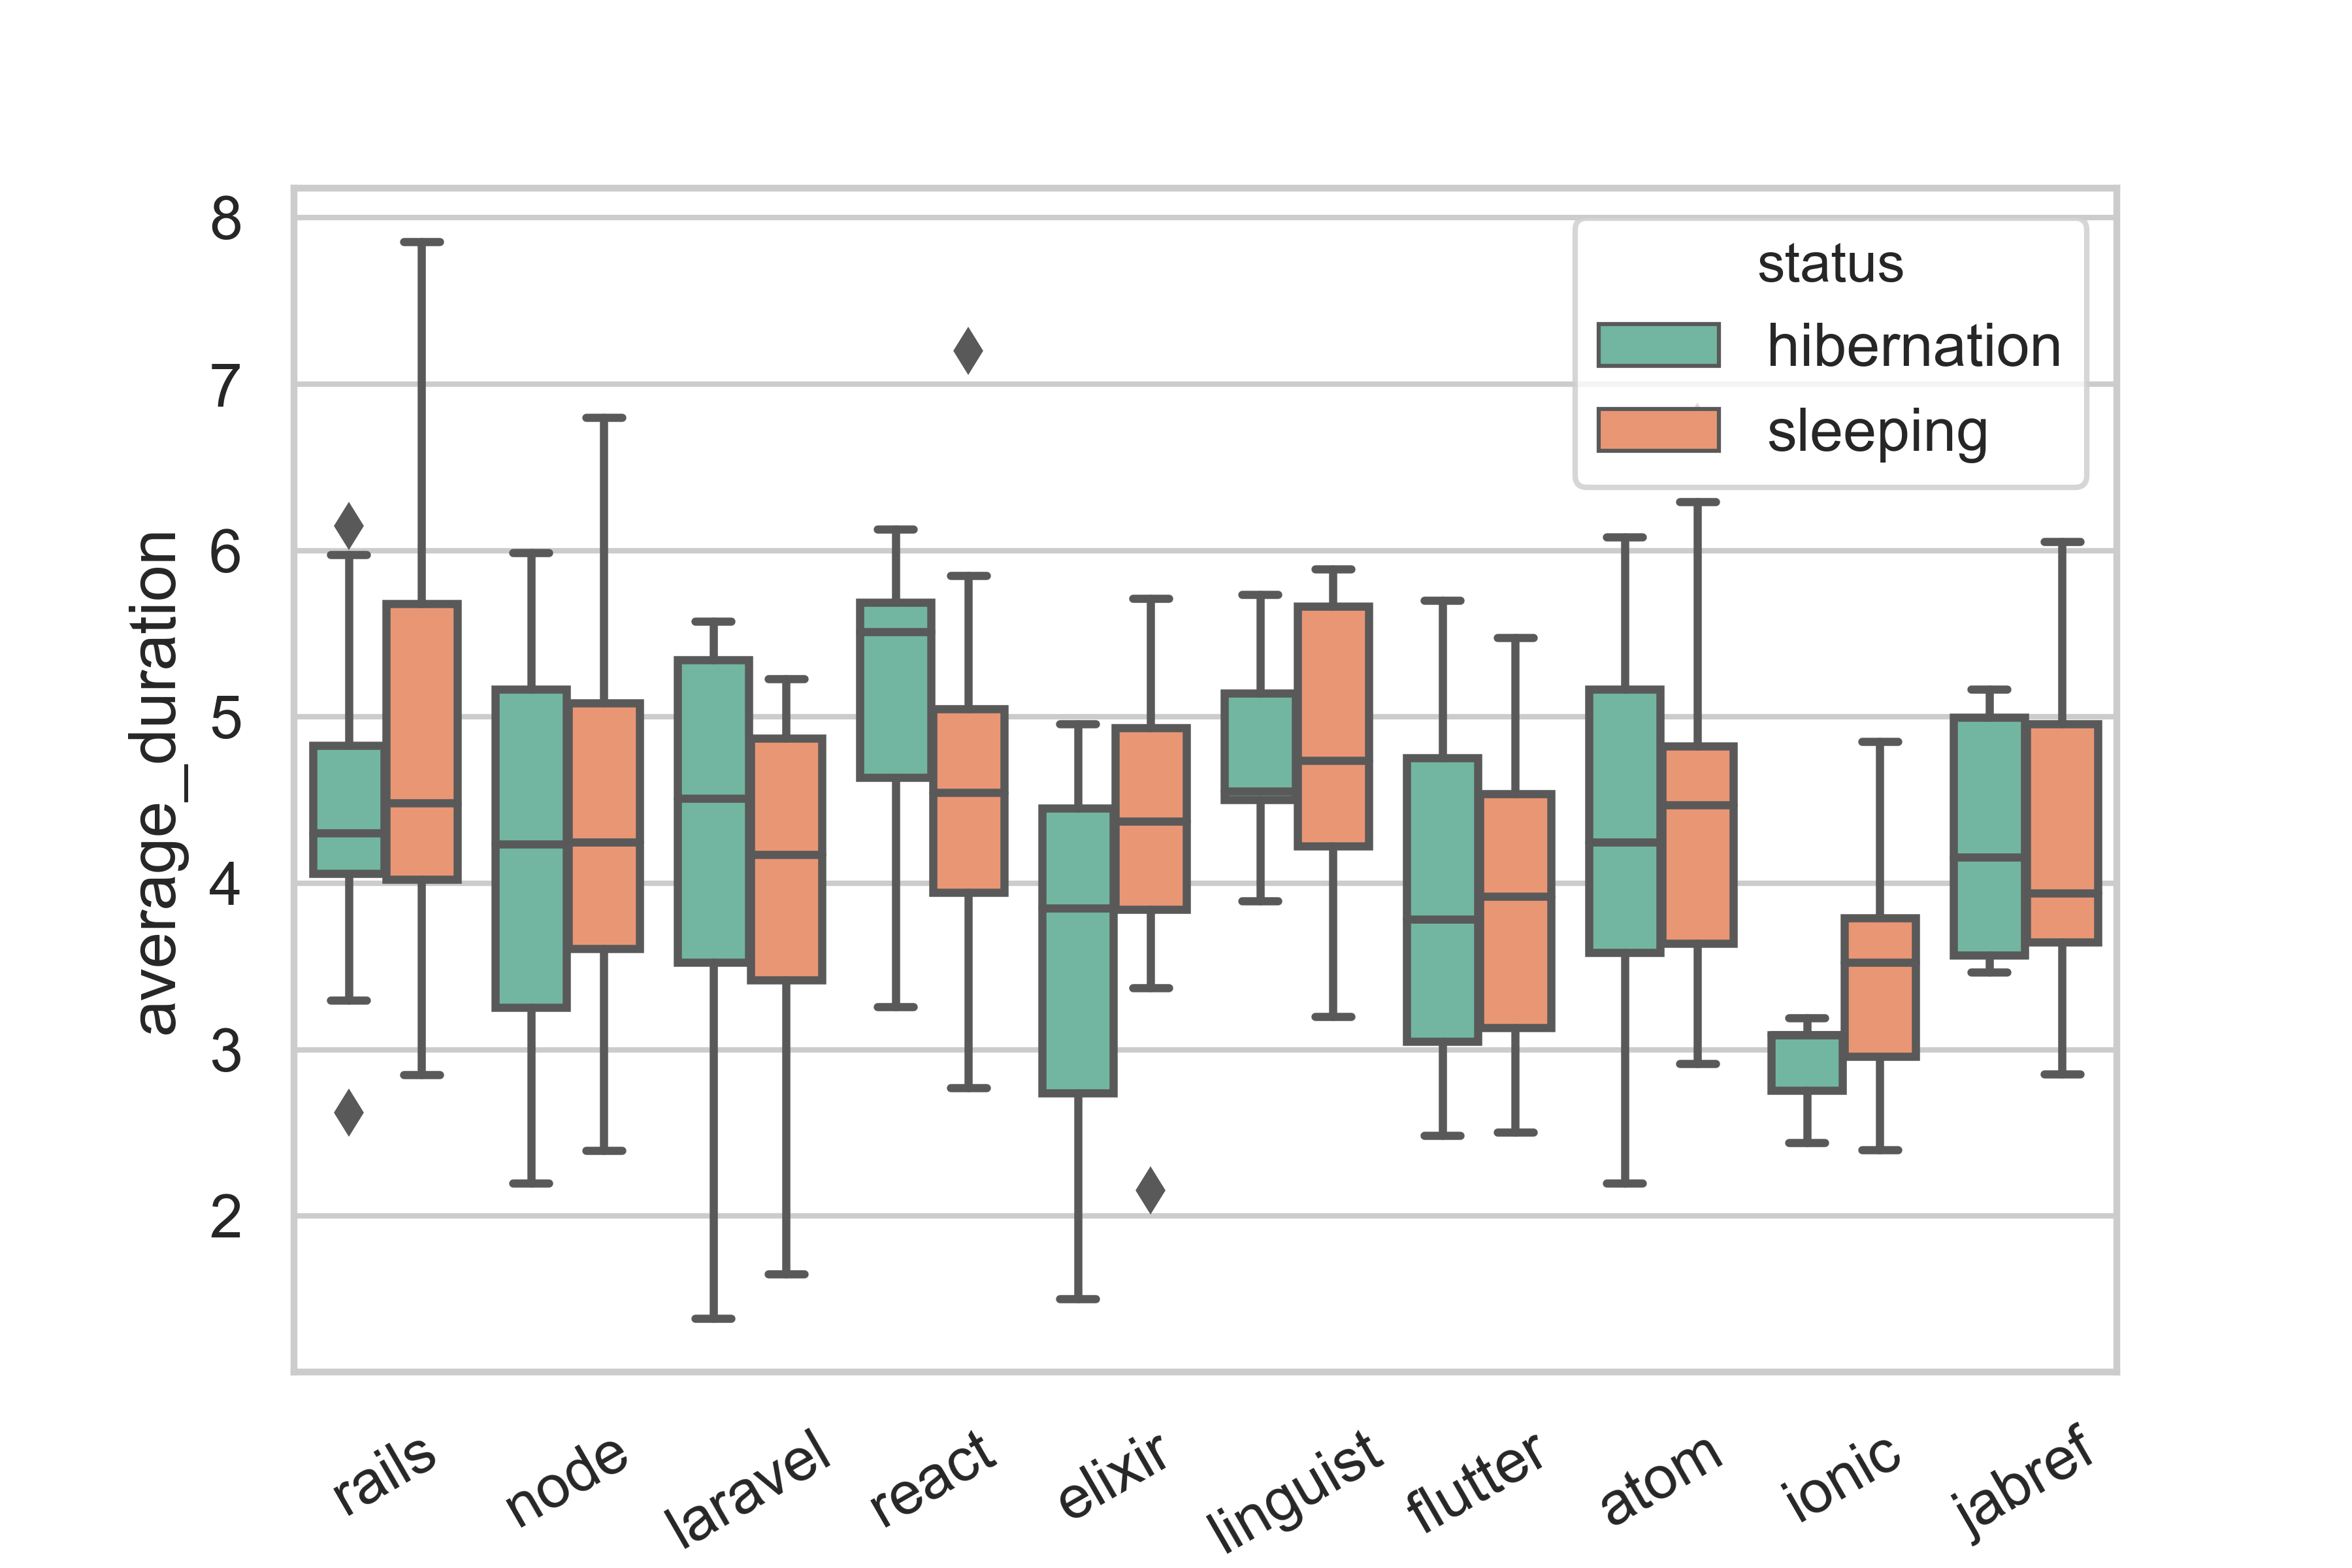 8
7
6
5
4
3
2
average_duration
status
hibernation
sleeping
rails
node
laravel
react
elixir
linguist
flutter
atom
ionic
jabref